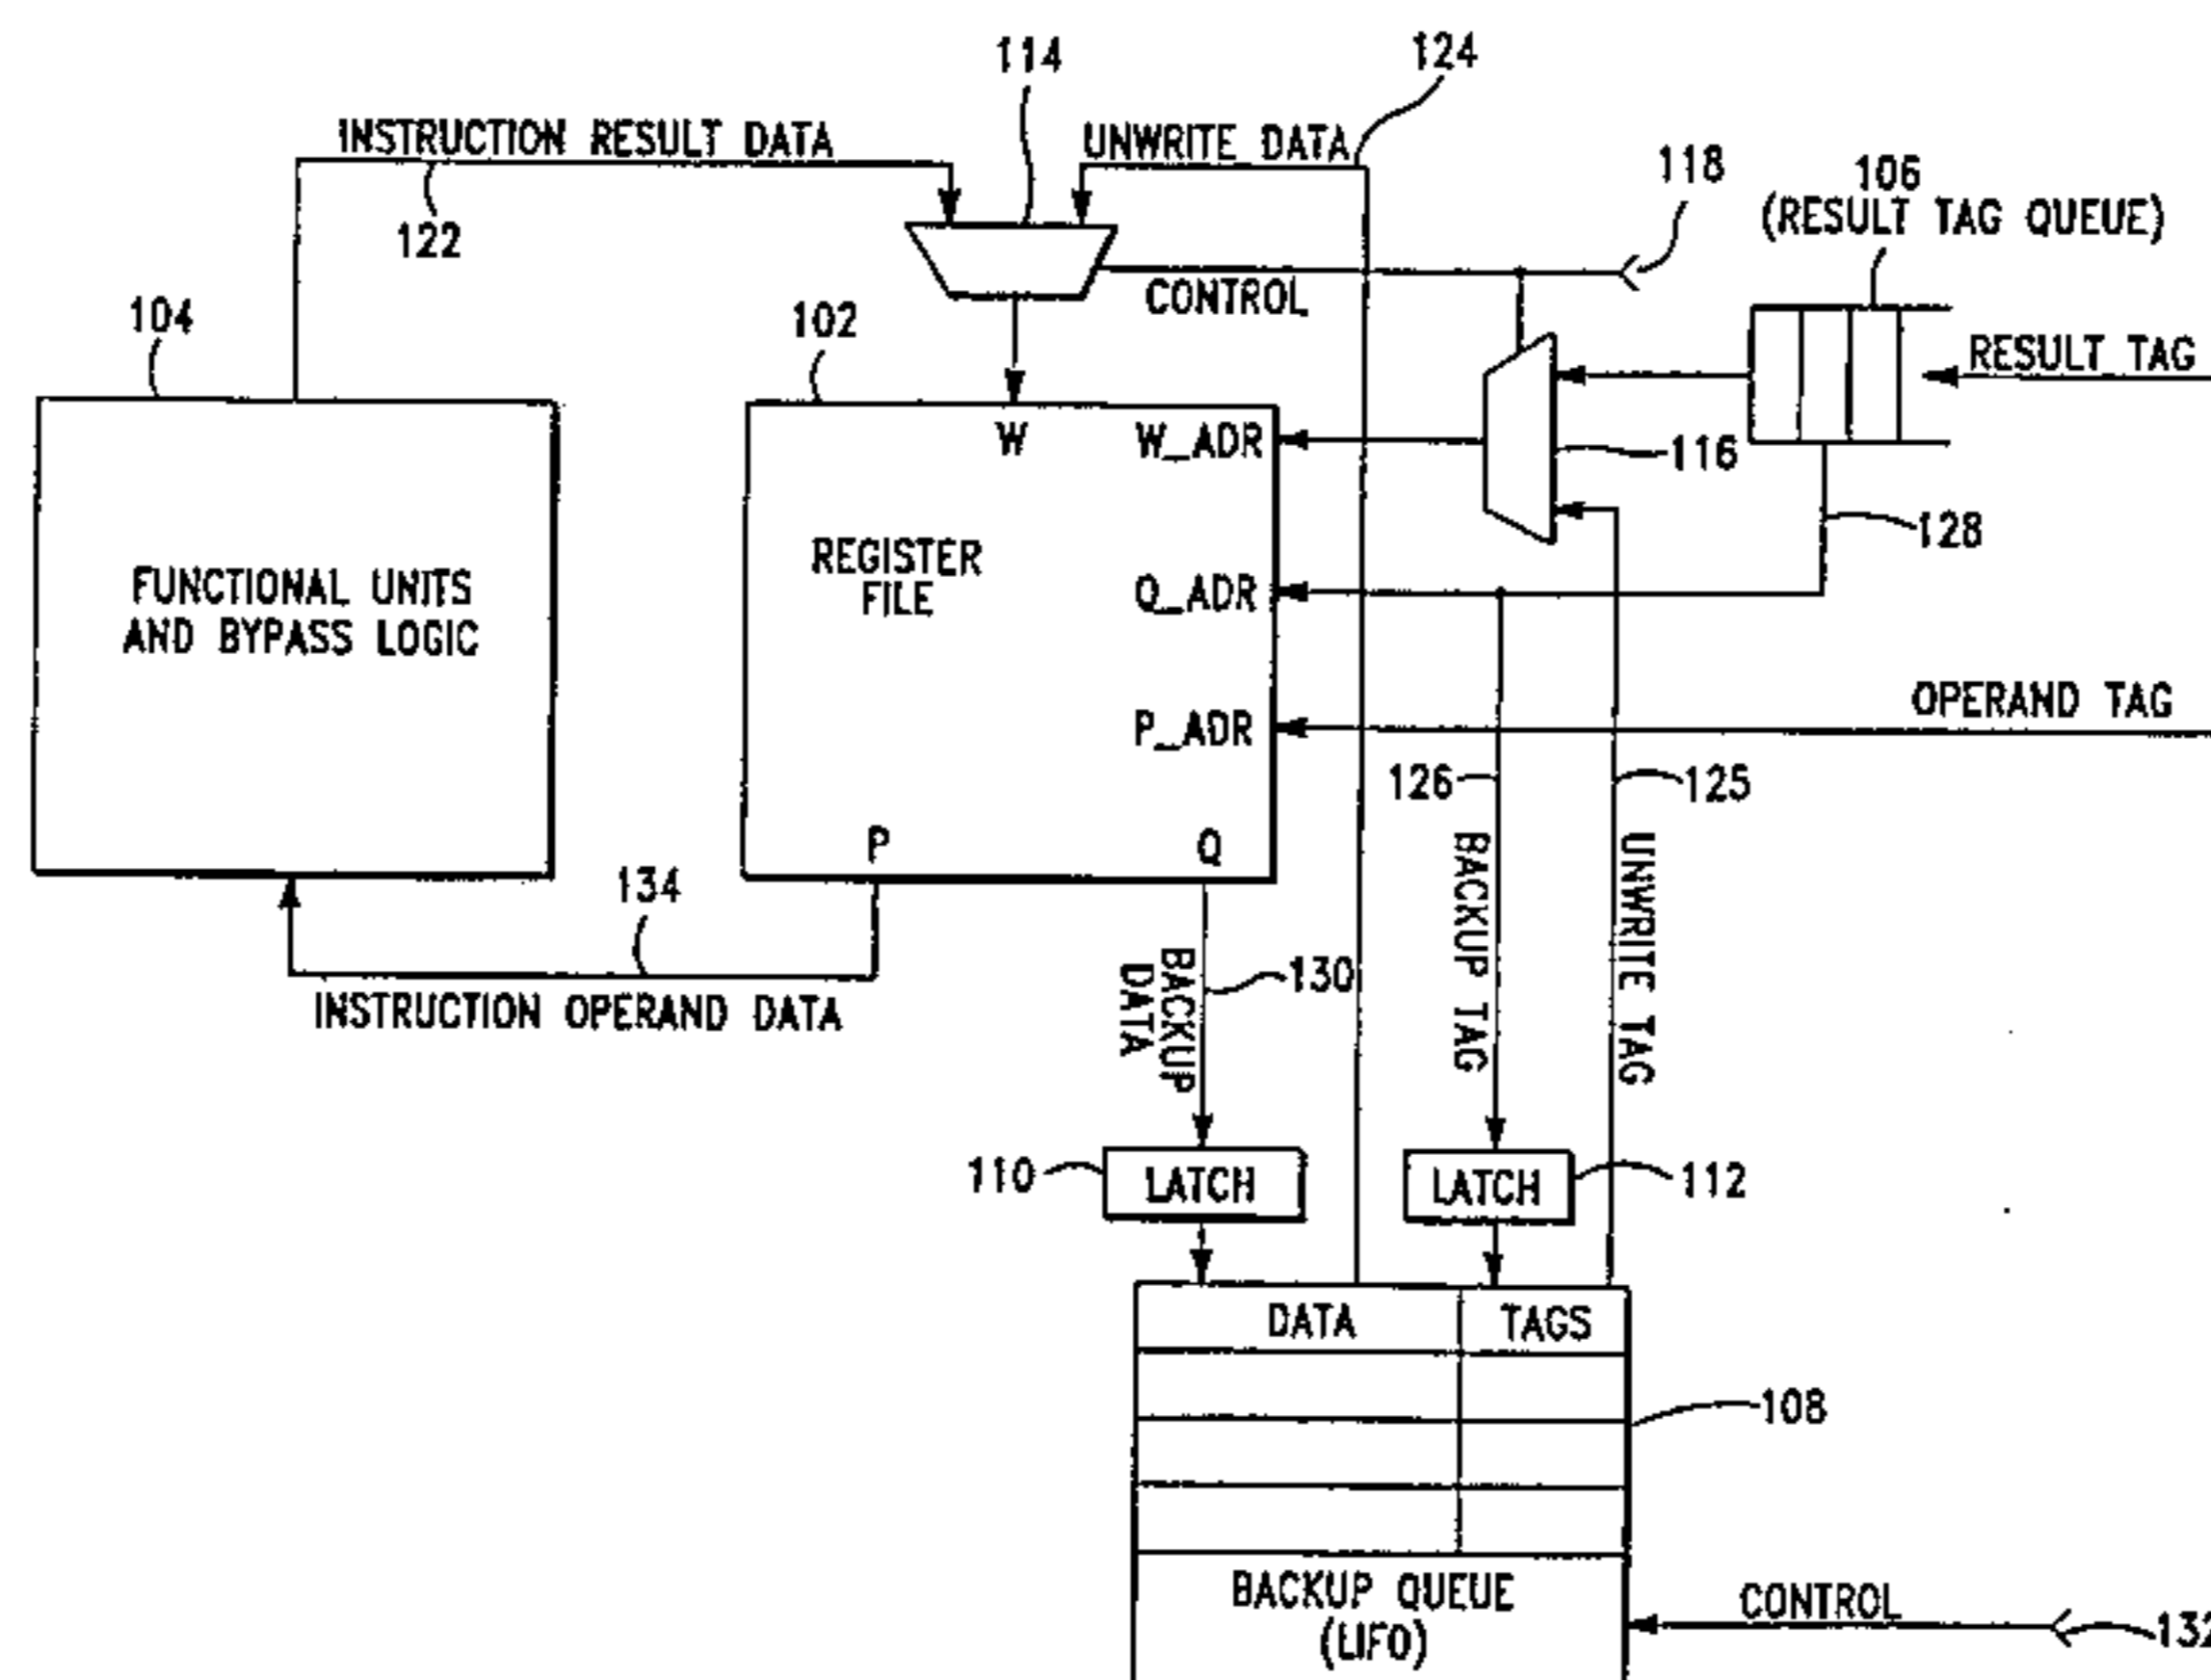 114
124
INSTRUCTION RESULT DATA
UNWRITE DATA
118
106
(RESULT TAG QUEUE)
122
CONTROL
104
102
RESULT TAG
W
W_ADR
116
128
REGISTER
FILE
FUNCTIONAL UNITS
AND BYPASS LOGIC
Q_ADR
OPERAND TAG
P_ADR
126
125
P
Q
134
BACKUP TAG
UNWRITE TAG
130
BACKUP
DATA
INSTRUCTION OPERAND DATA
110
LATCH
LATCH
112
DATA
TAGS
108
BACKUP QUEUE
(LIFO)
CONTROL
132